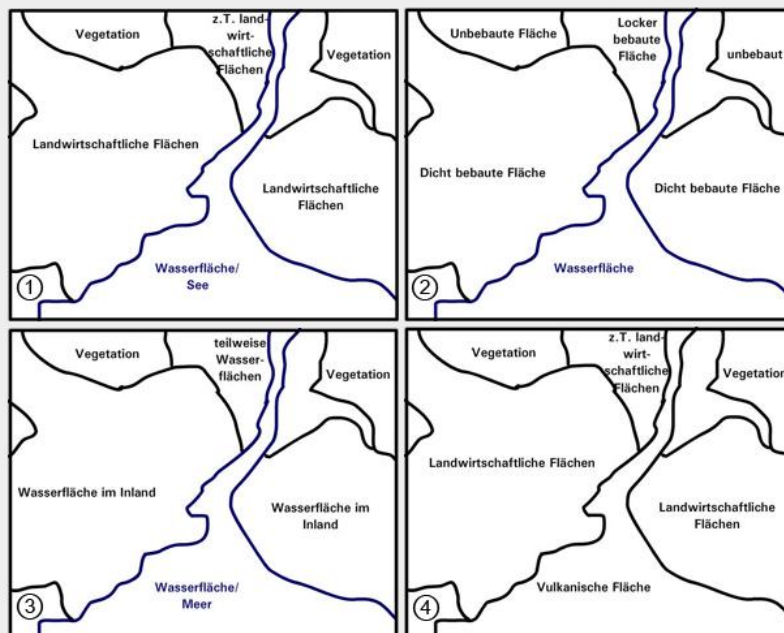 Vegetation
z.T. land-
wirt-
schaftliche
Flächen
Vegetation
Landwirtschaftliche Flächen
Landwirtschaftliche
Flächen
Wasserfläche/
See
1
Unbebaute Fläche
Locker
bebaute
Fläche
unbebaut
Dicht bebaute Fläche
Dicht bebaute Fläche
Wasserfläche
2
Vegetation
teilweise
Wasser-
flächen
Vegetation
Wasserfläche im Inland
Wasserfläche im
Inland
Wasserfläche/
Meer
3
Vegetation
z.T. land-
wirt-
schaftliche
Flächen
Vegetation
Landwirtschaftliche Flächen
Landwirtschaftliche
Flächen
Vulkanische Fläche
4